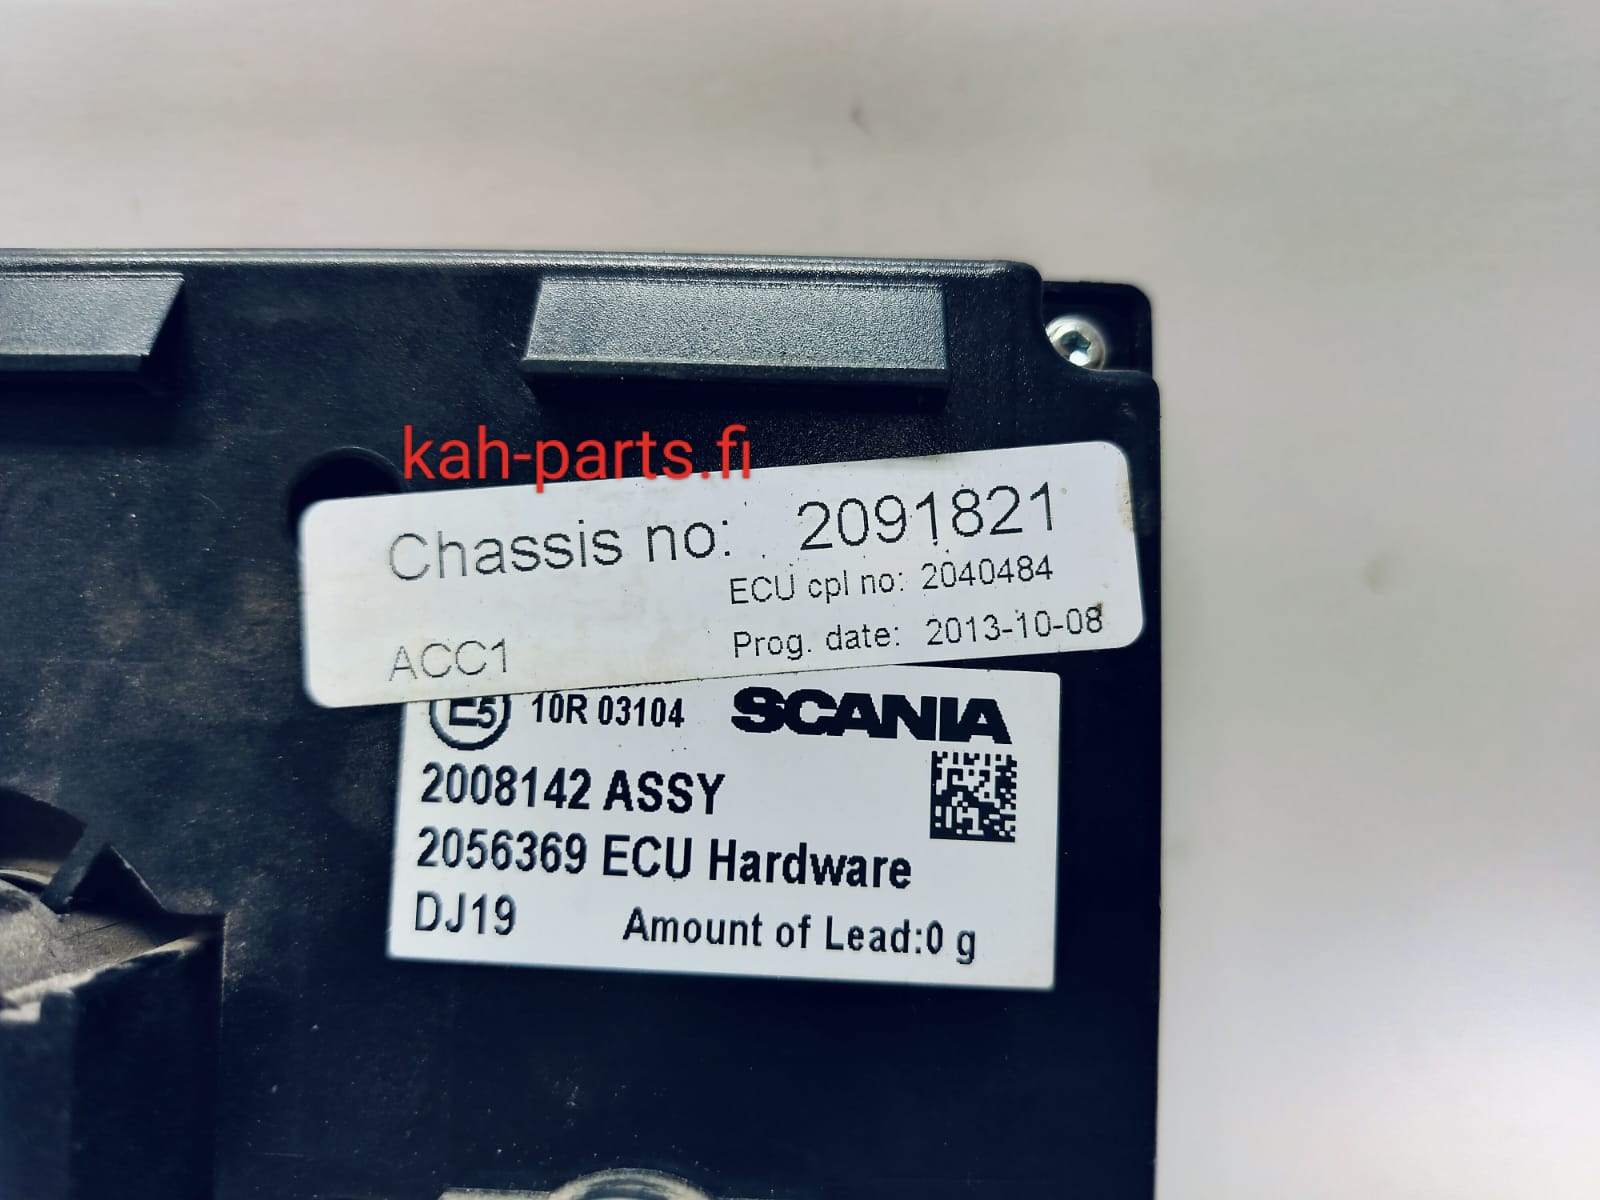 kah-parts.fi
Chassis no: 2091821
ECU cpl no: 2040484
ACC1 Prog. date: 2013-10-08
E5 10R 03104 SCANIA
2008142 ASSY
2056369 ECU Hardware
DJ19 Amount of Lead:0 g